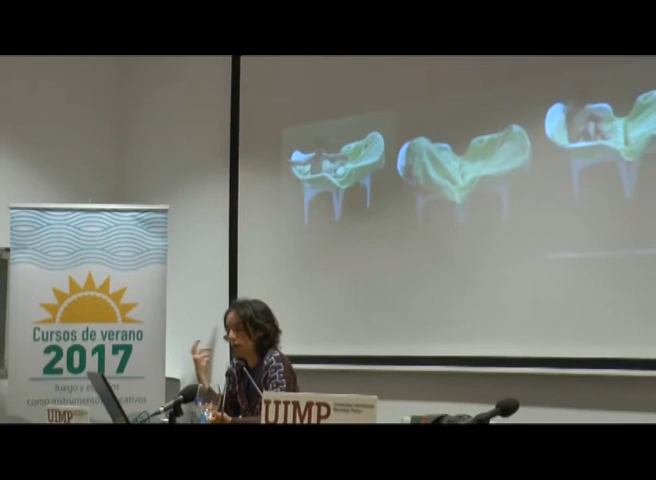 Cursos de verano
2017
Juego y
como instrumento
UIMP
UIMP